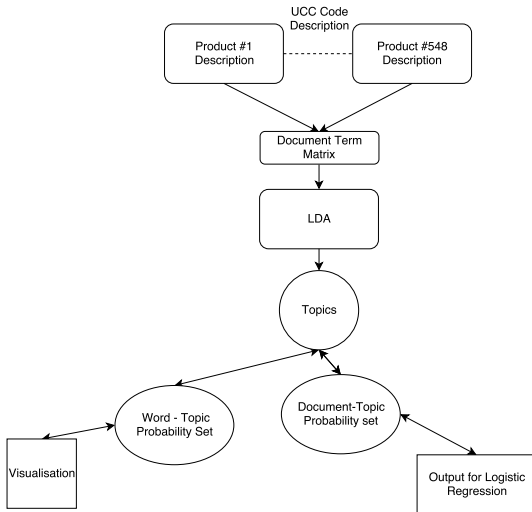 UCC Code
Description
Product #1
Description
Product #548
Description
Document Term
Matrix
LDA
Topics
Word - Topic
Probability Set
Document-Topic
Probability set
Visualisation
Output for Logistic
Regression